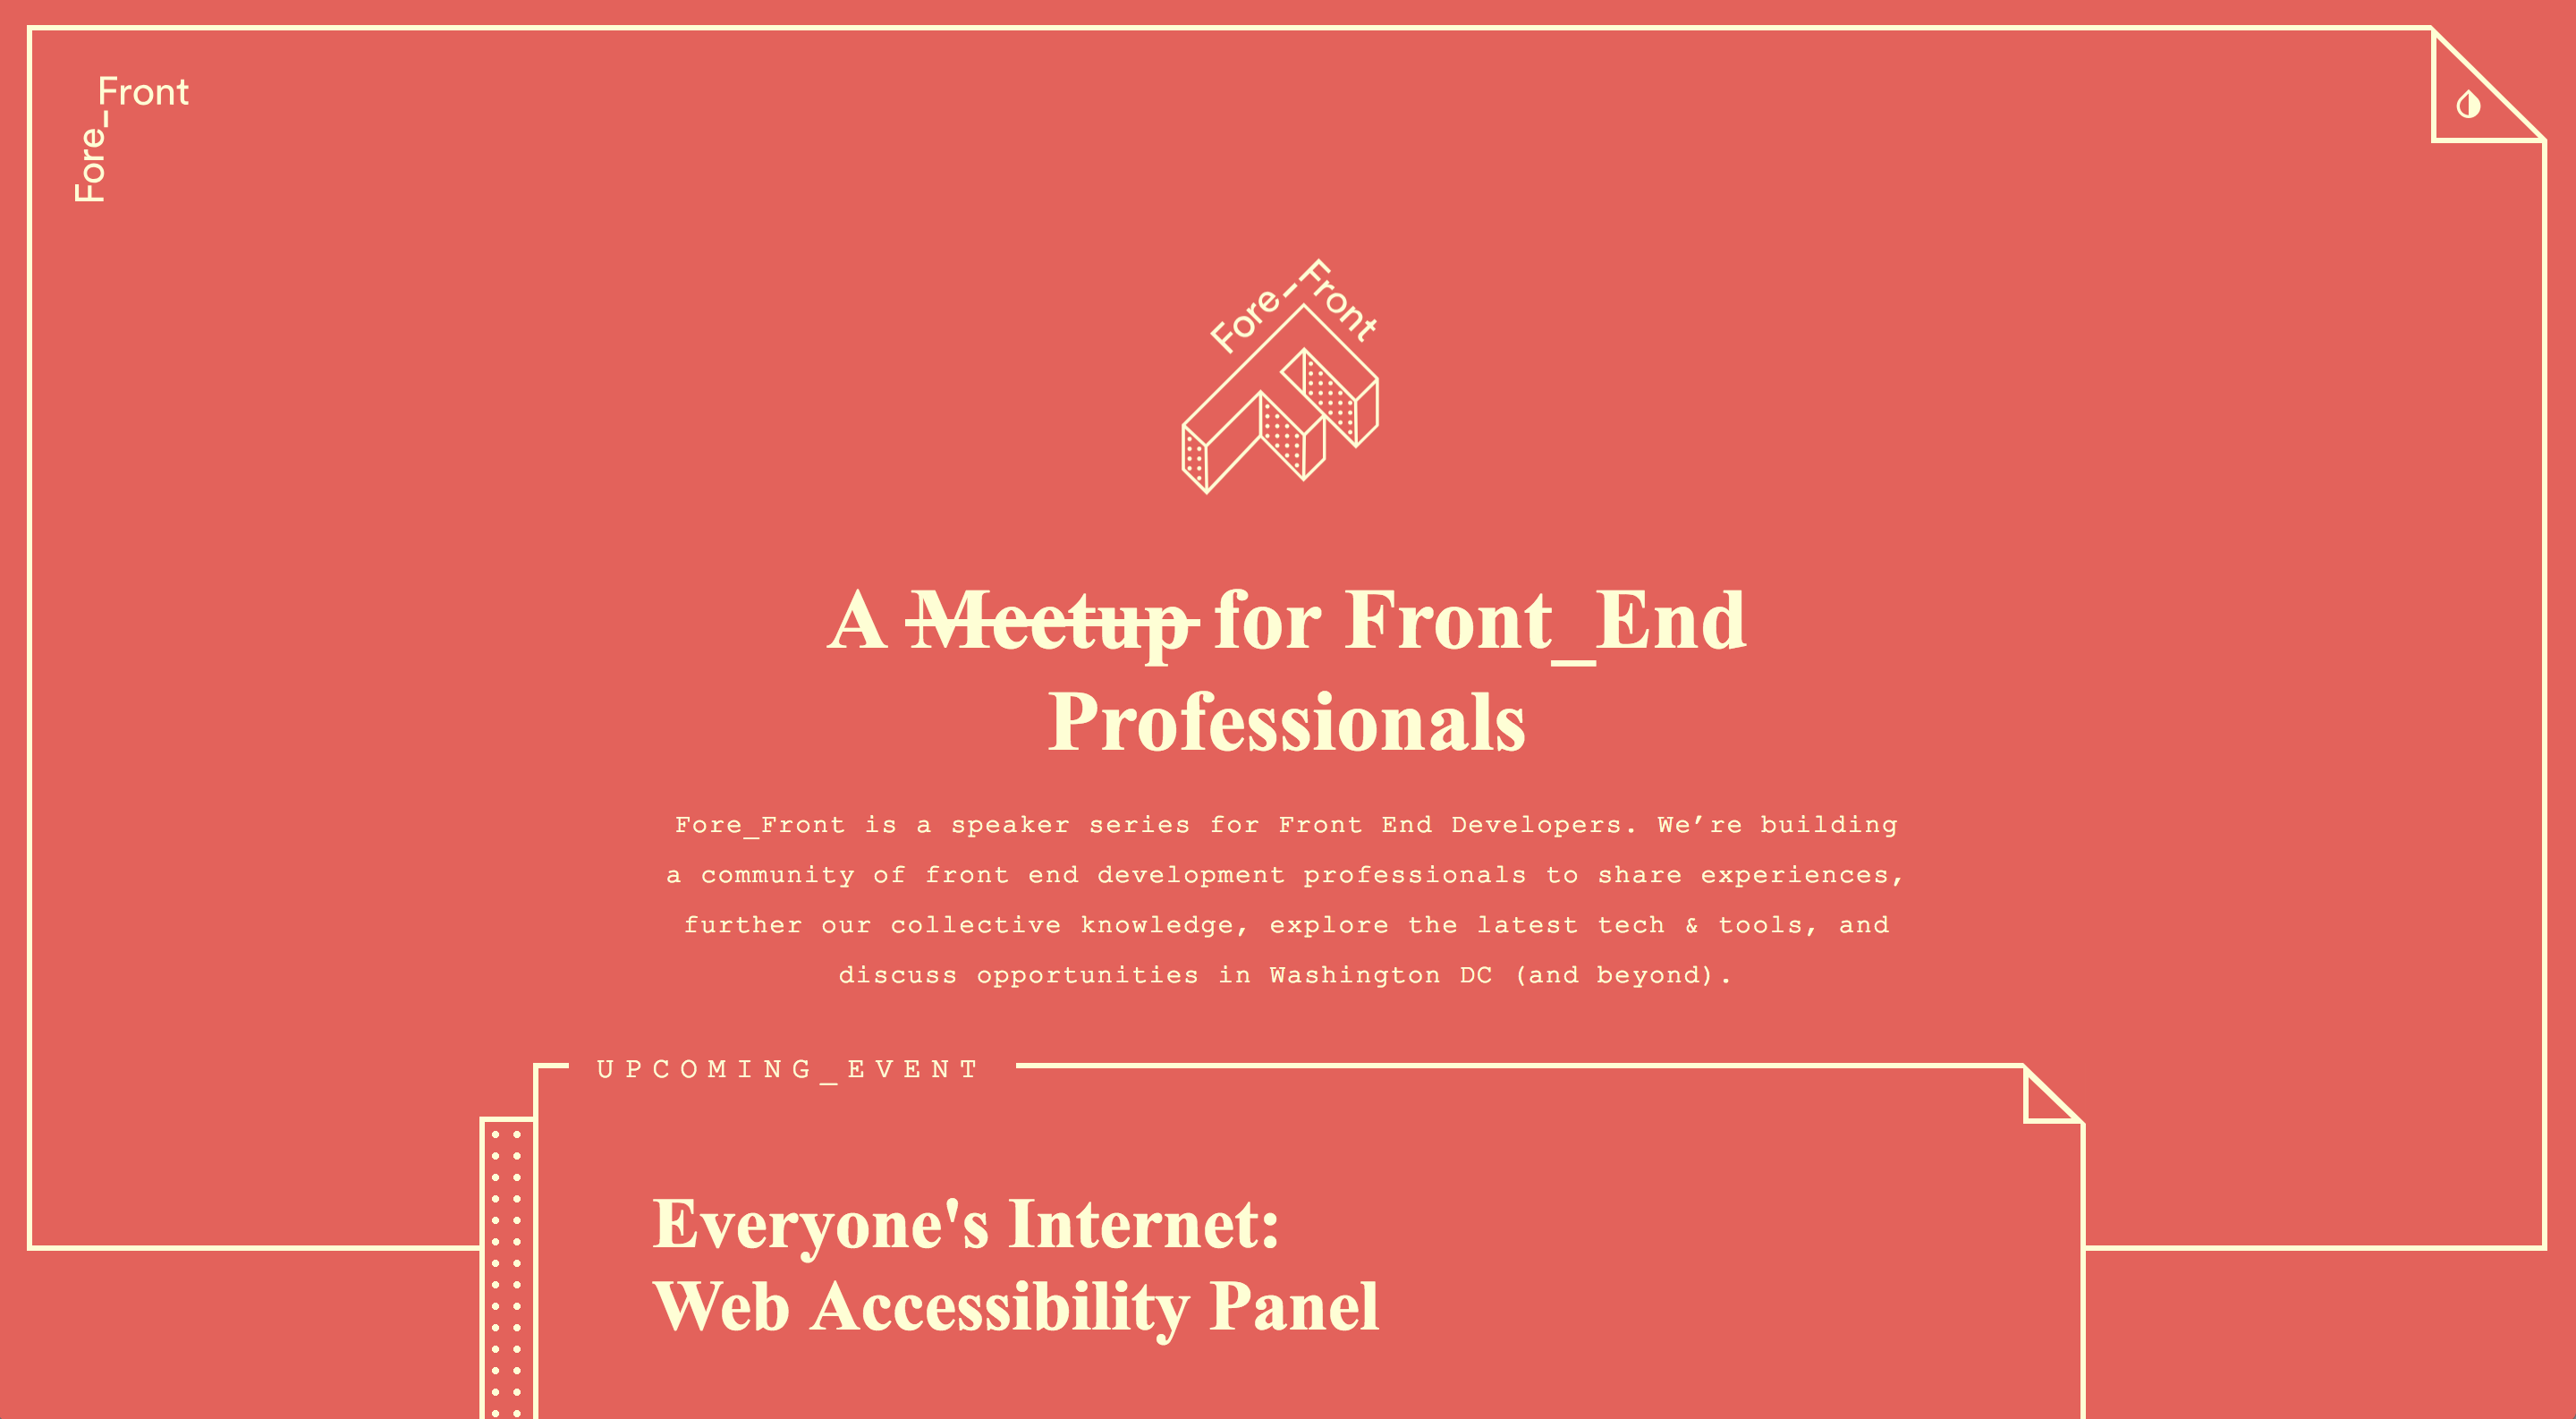 Fore_Front
Fore_Front
A Meetup for Front_End
Professionals
Fore_Front is a speaker series for Front End Developers. We’re building
a community of front end development professionals to share experiences,
further our collective knowledge, explore the latest tech & tools, and
discuss opportunities in Washington DC (and beyond).
UPCOMING_EVENT
Everyone's Internet:
Web Accessibility Panel